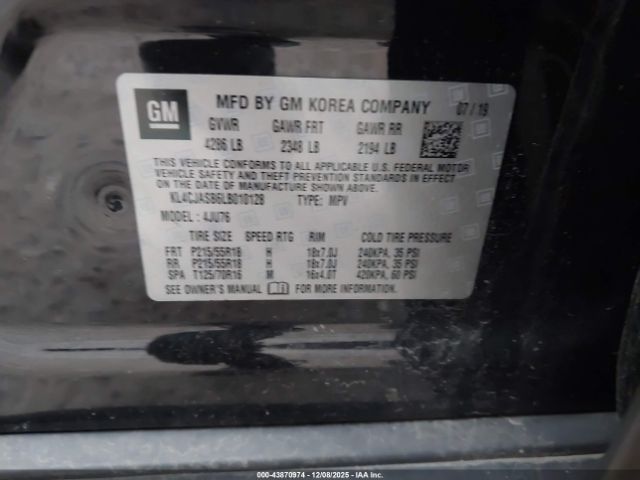 GM
MFD BY GM KOREA COMPANY 07/19
GVWR GAWR FRT GAWR RR
4286 LB 2348 LB 2194 LB
THIS VEHICLE CONFORMS TO ALL APPLICABLE U.S. FEDERAL MOTOR
VEHICLE SAFETY AND THEFT PREVENTION STANDARDS IN EFFECT ON
THE DATE OF MANUFACTURE SHOWN ABOVE.
KL4CJASB6LB010129 TYPE: MPV
MODEL: 4JU76
TIRE SIZE SPEED RTG RIM COLD TIRE PRESSURE
FRT P215/55R18 H 18x7.0J 240KPA, 35 PSI
RR P215/55R18 H 18x7.0J 240KPA, 35 PSI
SPA T125/70R16 M 16x4.0T 420KPA, 60 PSI
SEE OWNER'S MANUAL FOR MORE INFORMATION.
000-43870974 | 12/08/2025 - IAA Holdings, LLC.